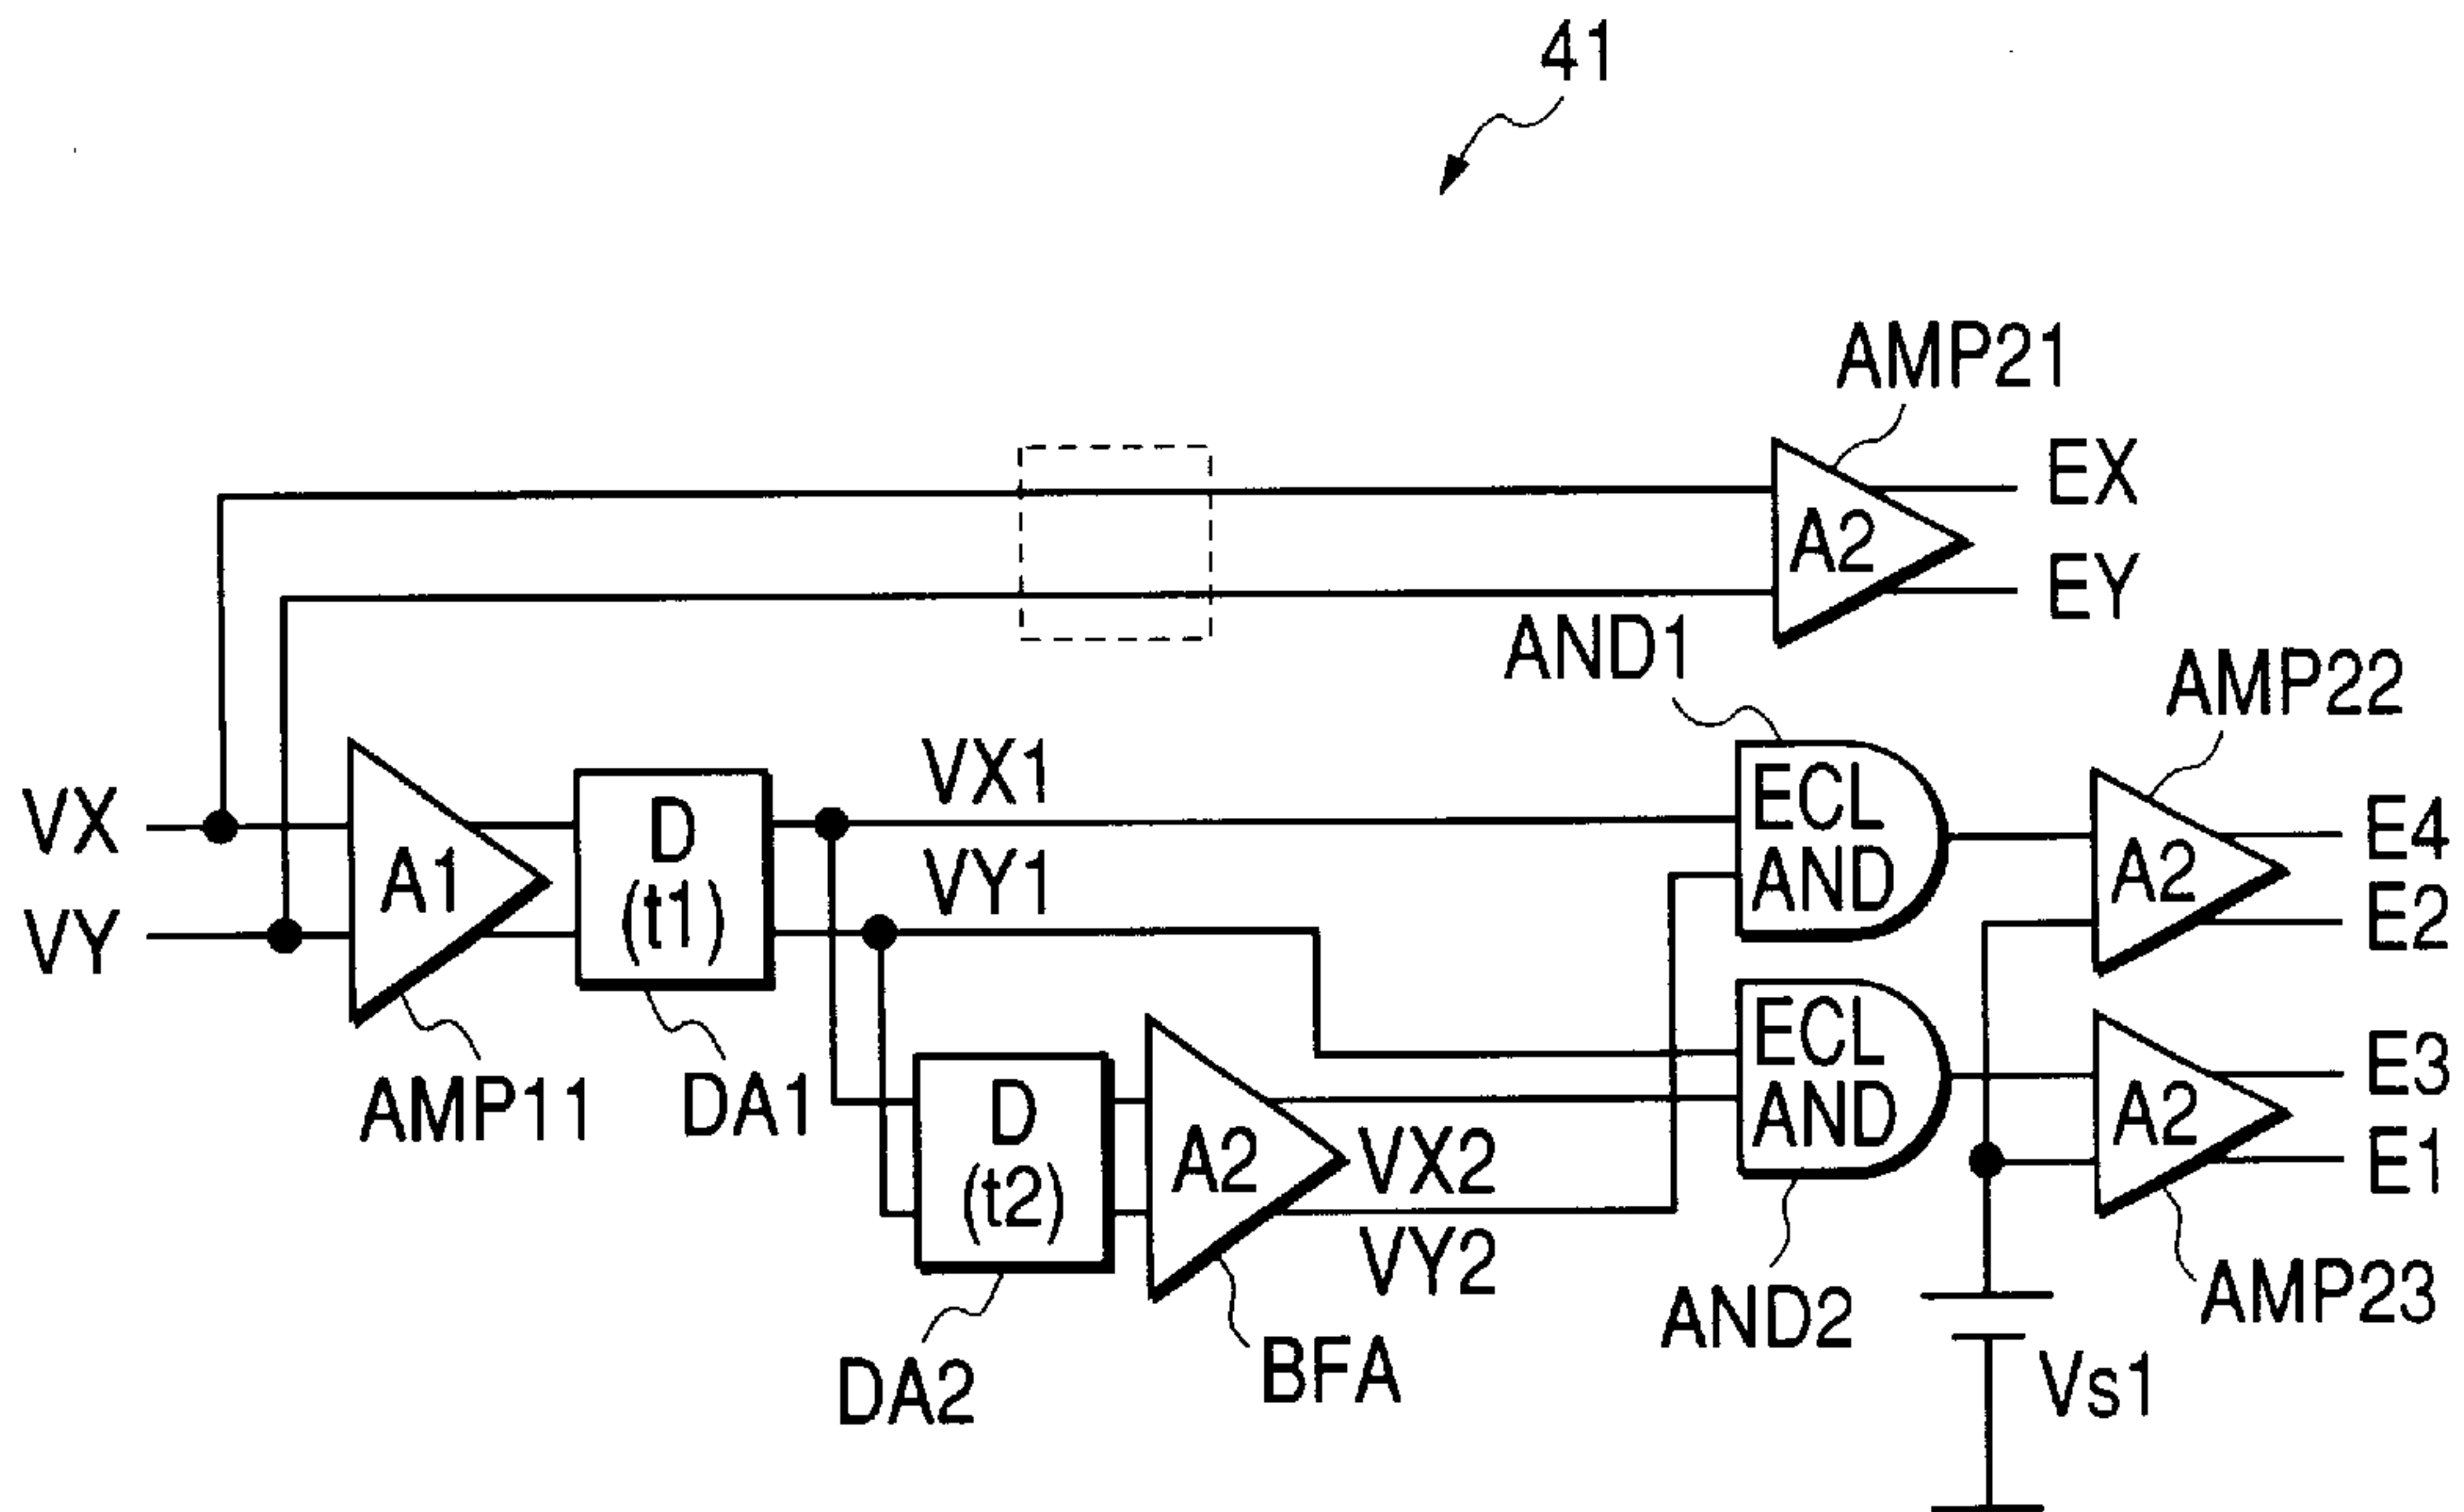 41
AMP21
EX
A2
EY
AND1
AMP22
VX
VY
A1
D
(t1)
VX1
VY1
ECL
AND
A2
E4
E2
AMP11
DA1
D
(t2)
A2
VX2
VY2
ECL
AND
A2
E3
E1
DA2
BFA
AND2
AMP23
Vs1